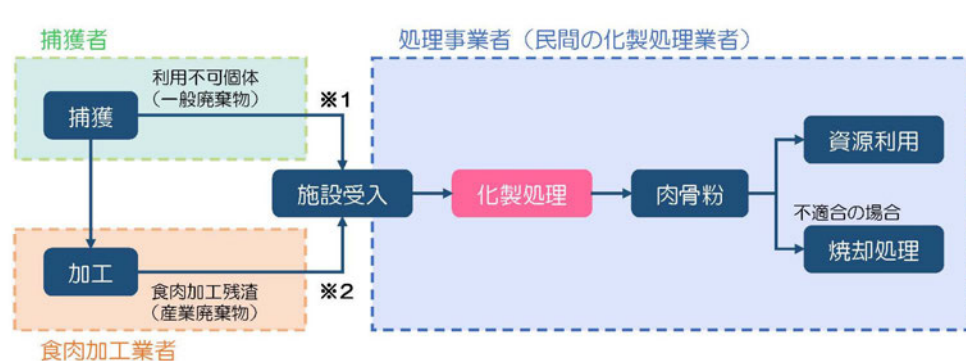 捕獲者
処理事業者（民間の化製処理業者）
利用不可個体
（一般廃棄物）
※1
捕獲
資源利用
施設受入
化製処理
肉骨粉
不適合の場合
焼却処理
加工
食肉加工残渣
（産業廃棄物）
※2
食肉加工業者